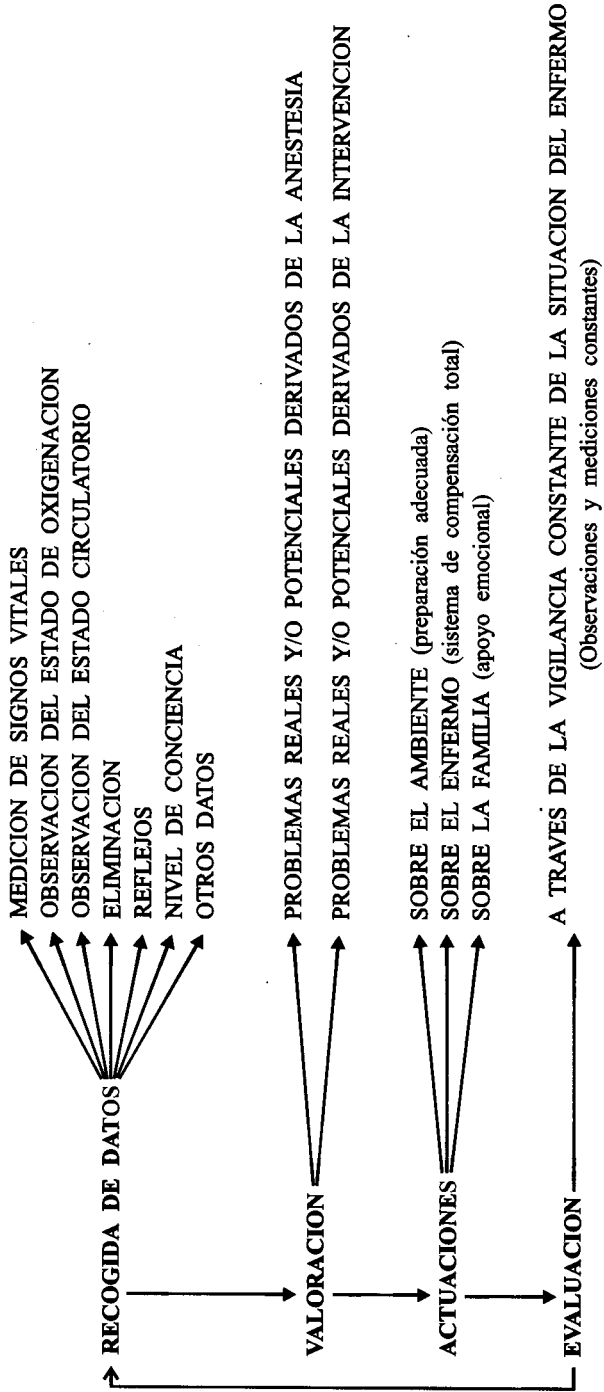 RECOGIDA DE DATOS
MEDICION DE SIGNOS VITALES
OBSERVACION DEL ESTADO DE OXIGENACION
OBSERVACION DEL ESTADO CIRCULATORIO
ELIMINACION
REFLEJOS
NIVEL DE CONCIENCIA
OTROS DATOS
VALORACION
PROBLEMAS REALES Y/O POTENCIALES DERIVADOS DE LA ANESTESIA
PROBLEMAS REALES Y/O POTENCIALES DERIVADOS DE LA INTERVENCION
ACTUACIONES
SOBRE EL AMBIENTE (preparación adecuada)
SOBRE EL ENFERMO (sistema de compensación total)
SOBRE LA FAMILIA (apoyo emocional)
EVALUACION
A TRAVES DE LA VIGILANCIA CONSTANTE DE LA SITUACION DEL ENFERMO
(Observaciones y mediciones constantes)